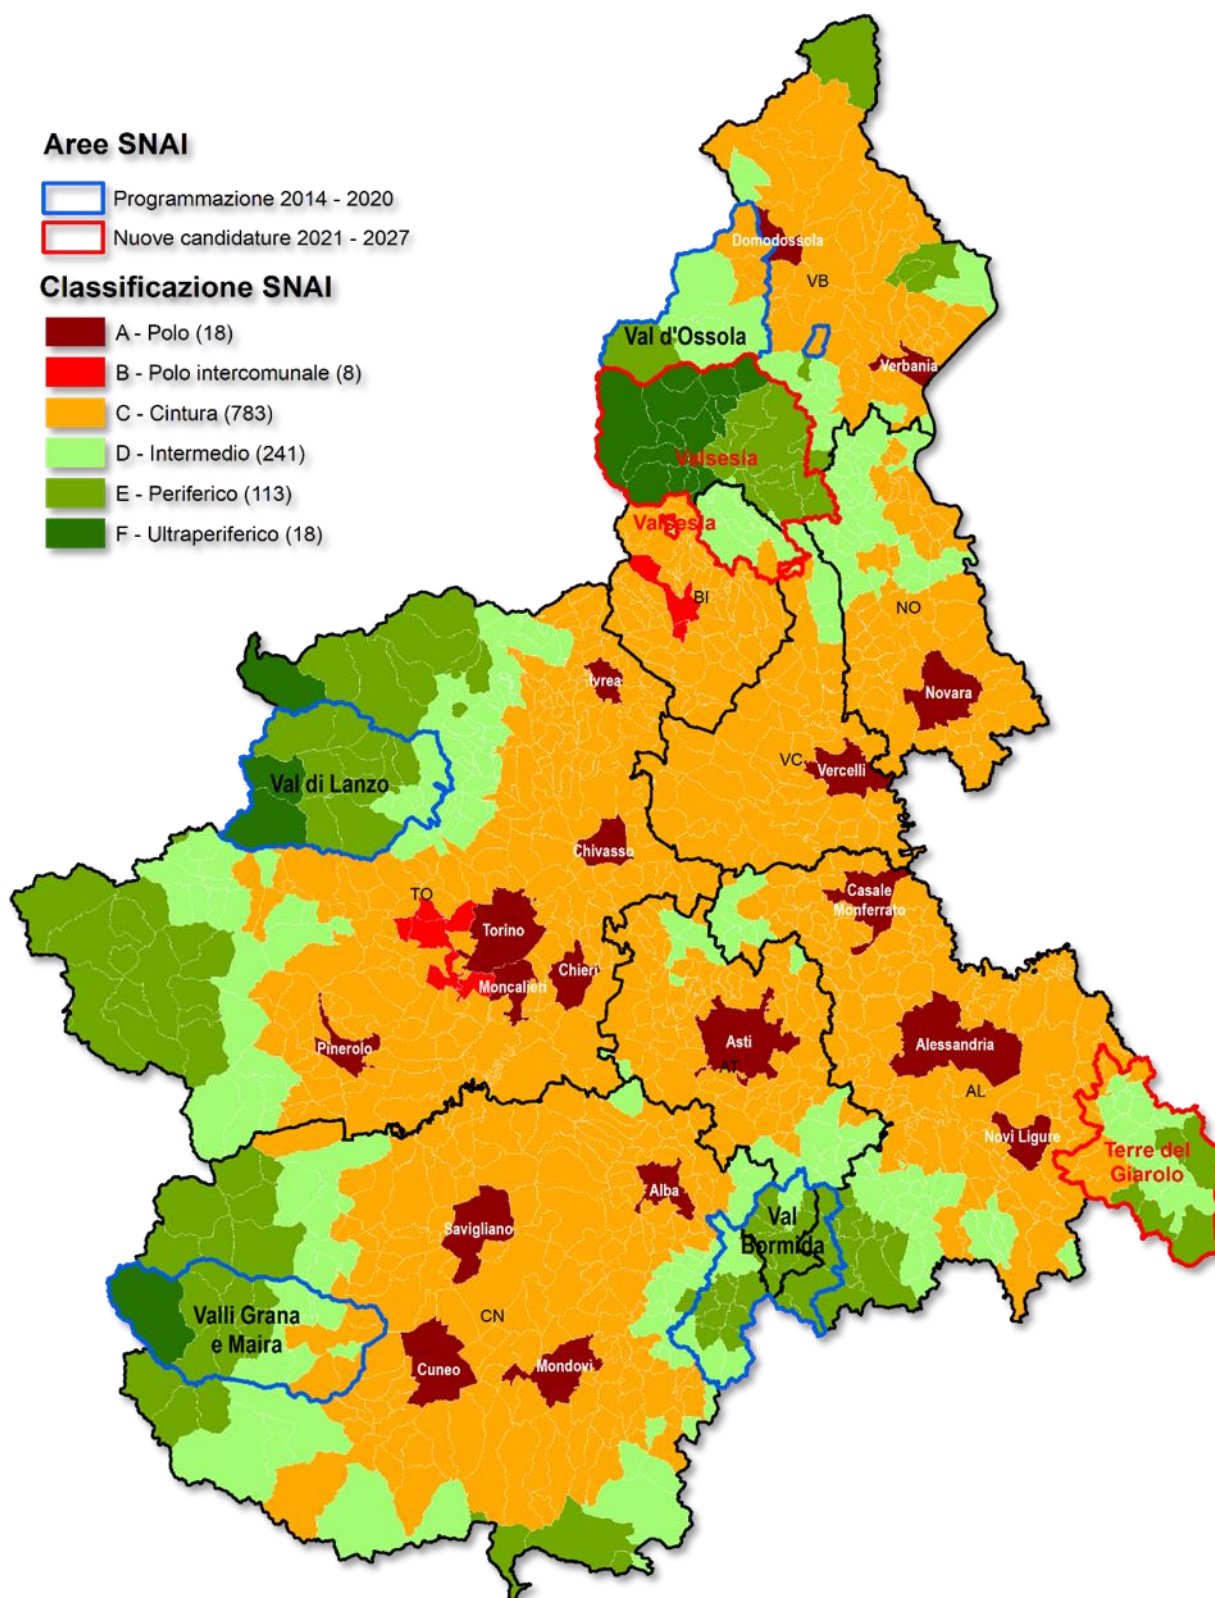 Aree SNAI
Programmazione 2014 - 2020
Nuove candidature 2021 - 2027
Classificazione SNAI
A - Polo (18)
B - Polo intercomunale (8)
C - Cintura (783)
D - Intermedio (241)
E - Periferico (113)
F - Ultraperiferico (18)
Domodossola
VB
Val d'Ossola
Verbania
Valsesia
Valsesia
BI
NO
Ivrea
Novara
Val di Lanzo
VC
Vercelli
Chivasso
TO
Casale
Monferrato
Torino
Chieri
Moncalieri
Pinerolo
Asti
AT
Alessandria
AL
Novi Ligure
Terre del
Giarolo
Alba
Savigliano
Val
Bormida
Valli Grana
e Maira
CN
Cuneo
Mondovì